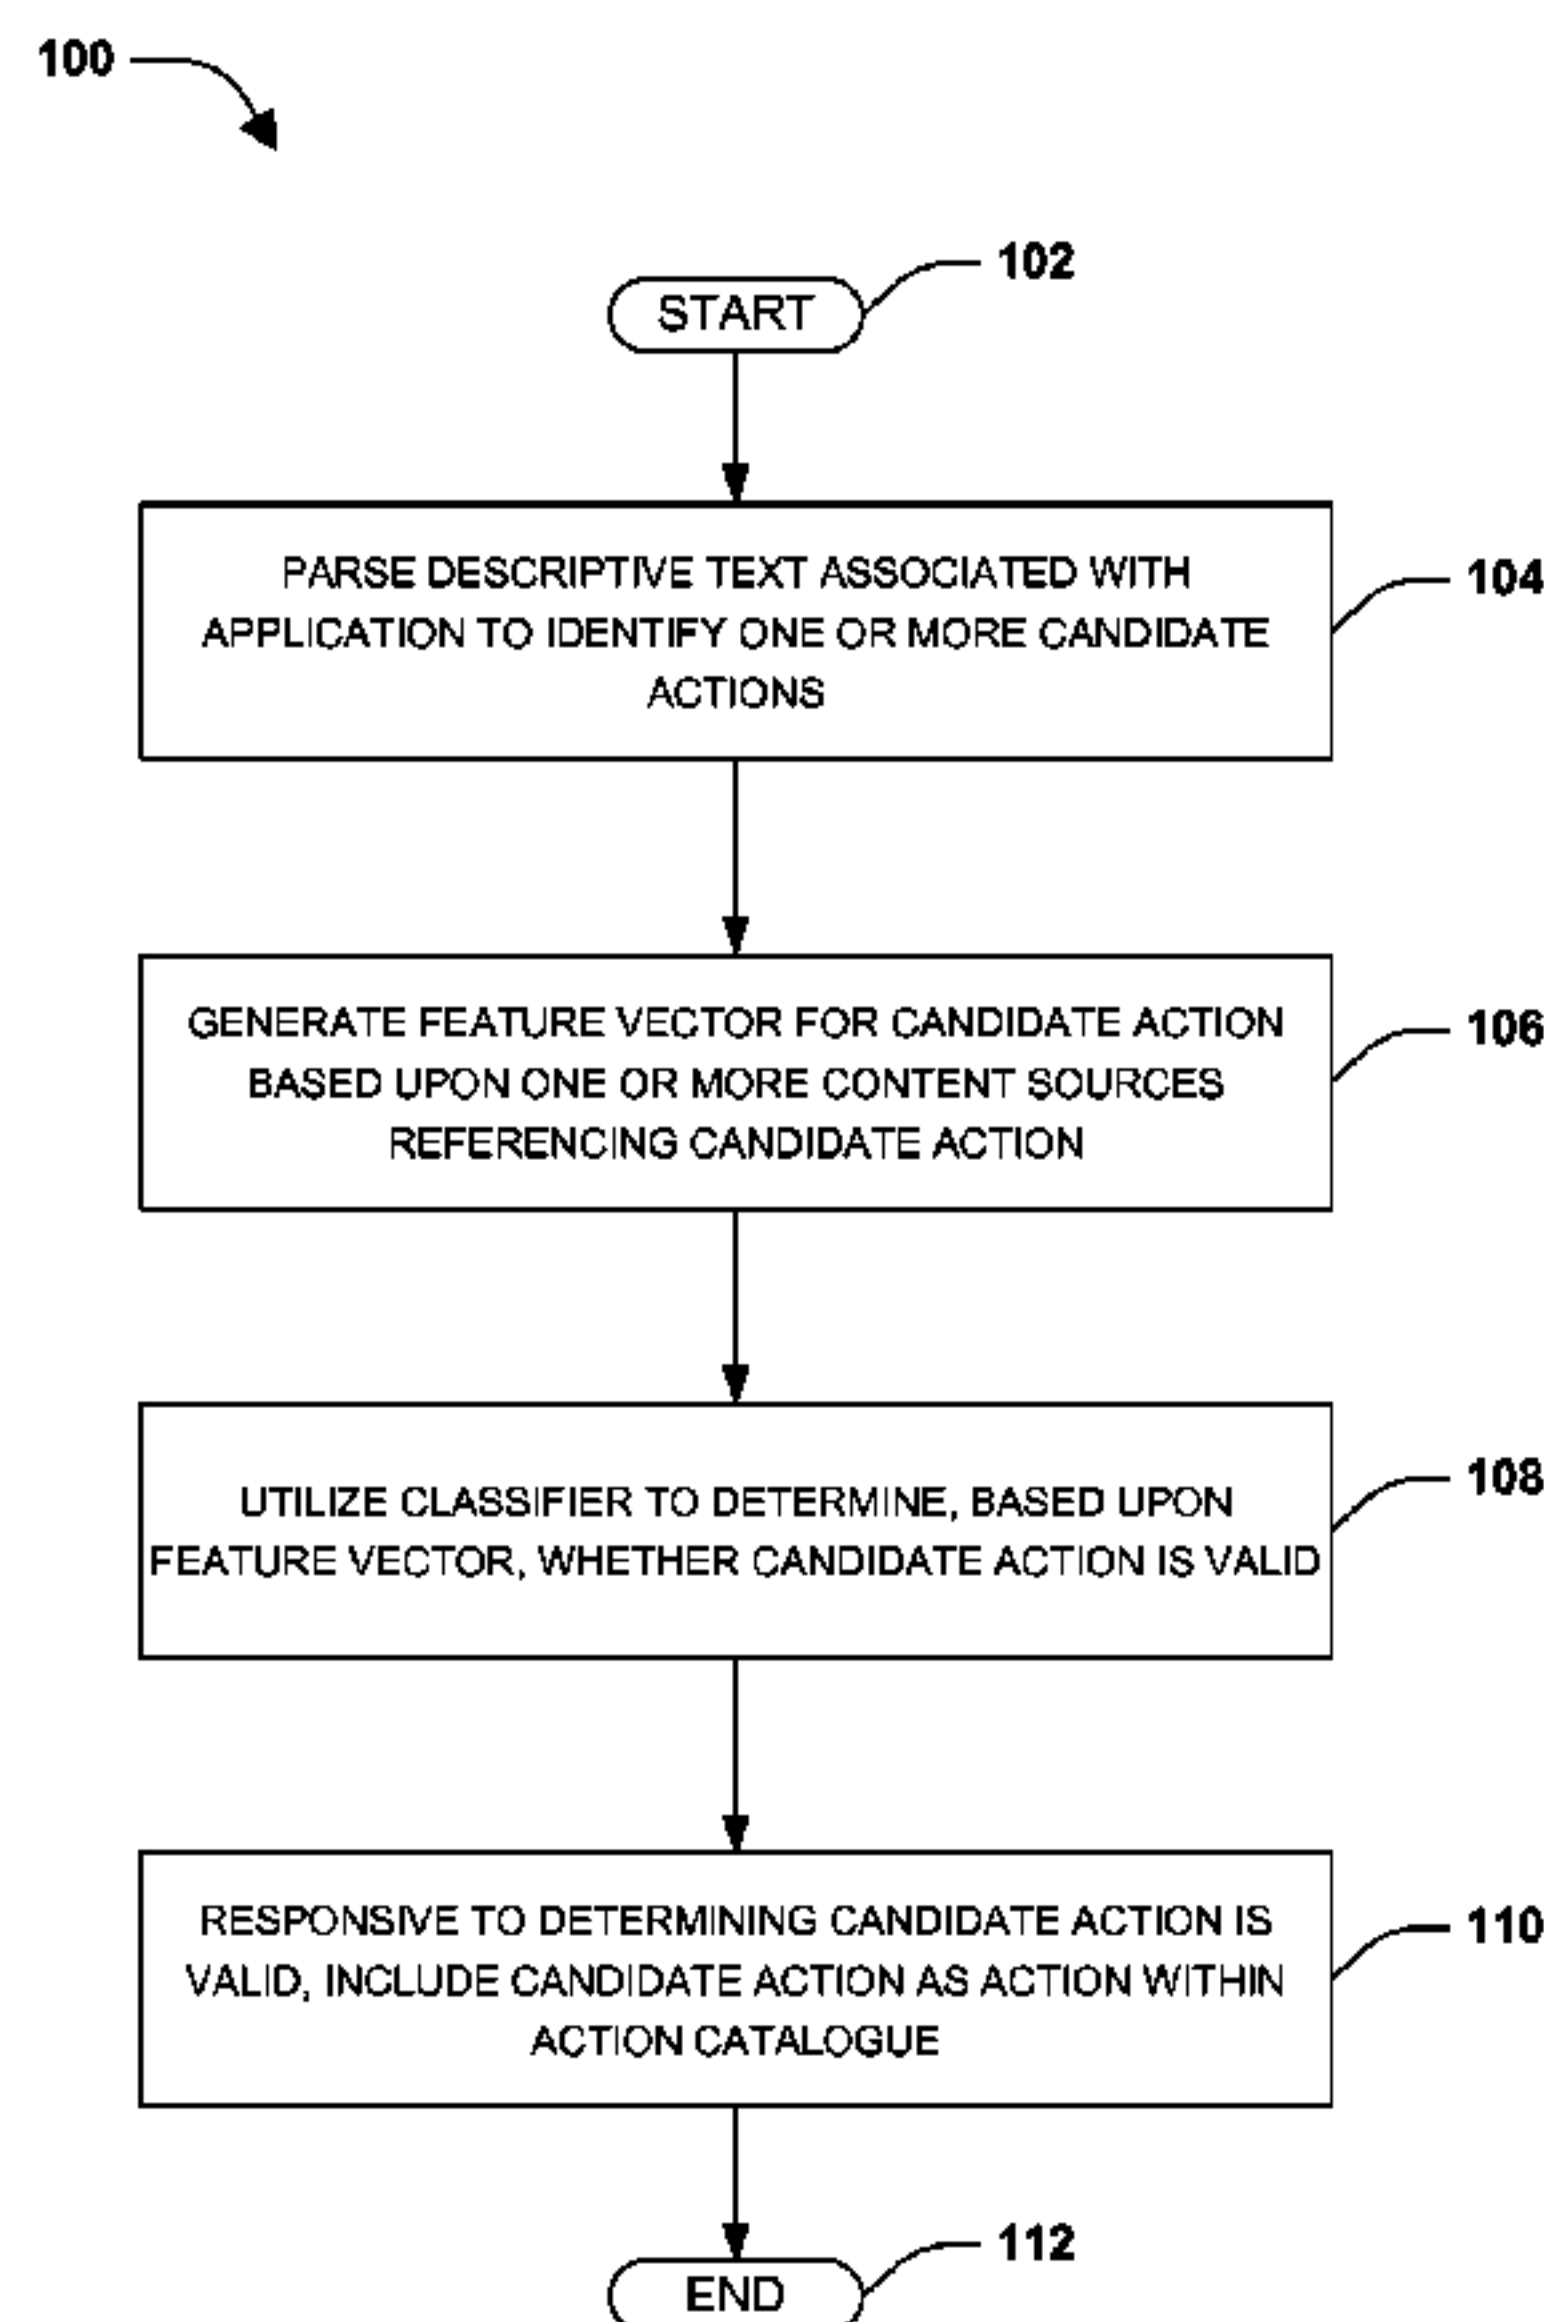 100
102
START
PARSE DESCRIPTIVE TEXT ASSOCIATED WITH
APPLICATION TO IDENTIFY ONE OR MORE CANDIDATE
ACTIONS
104
GENERATE FEATURE VECTOR FOR CANDIDATE ACTION
BASED UPON ONE OR MORE CONTENT SOURCES
REFERENCING CANDIDATE ACTION
106
UTILIZE CLASSIFIER TO DETERMINE, BASED UPON
FEATURE VECTOR, WHETHER CANDIDATE ACTION IS VALID
108
RESPONSIVE TO DETERMINING CANDIDATE ACTION IS
VALID, INCLUDE CANDIDATE ACTION AS ACTION WITHIN
ACTION CATALOGUE
110
112
END